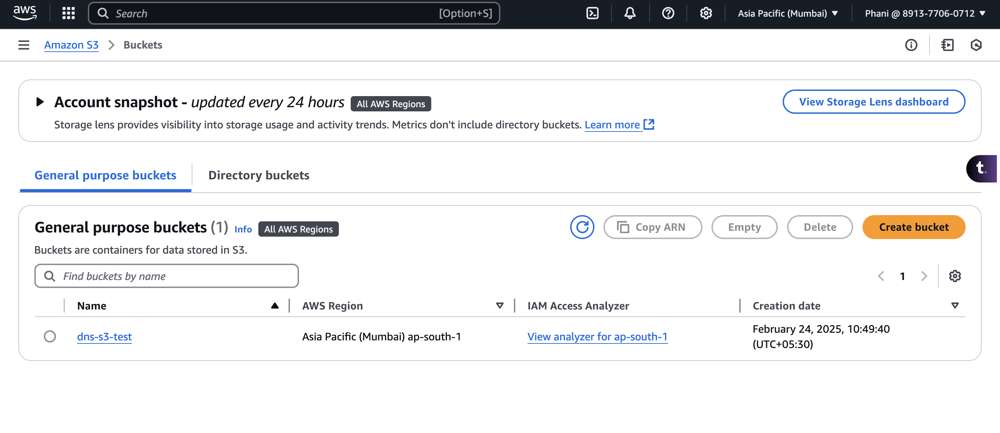 aws
Search [Option+S]
Asia Pacific (Mumbai)
Phani @ 8913-7706-0712
Amazon S3
Buckets
Account snapshot - updated every 24 hours
All AWS Regions
View Storage Lens dashboard
Storage lens provides visibility into storage usage and activity trends. Metrics don't include directory buckets. Learn more
t.
General purpose buckets
Directory buckets
General purpose buckets (1) Info
All AWS Regions
Copy ARN
Empty
Delete
Create bucket
Buckets are containers for data stored in S3.
Find buckets by name
1
Name
AWS Region
IAM Access Analyzer
Creation date
dns-s3-test
Asia Pacific (Mumbai) ap-south-1
View analyzer for ap-south-1
February 24, 2025, 10:49:40
(UTC+05:30)